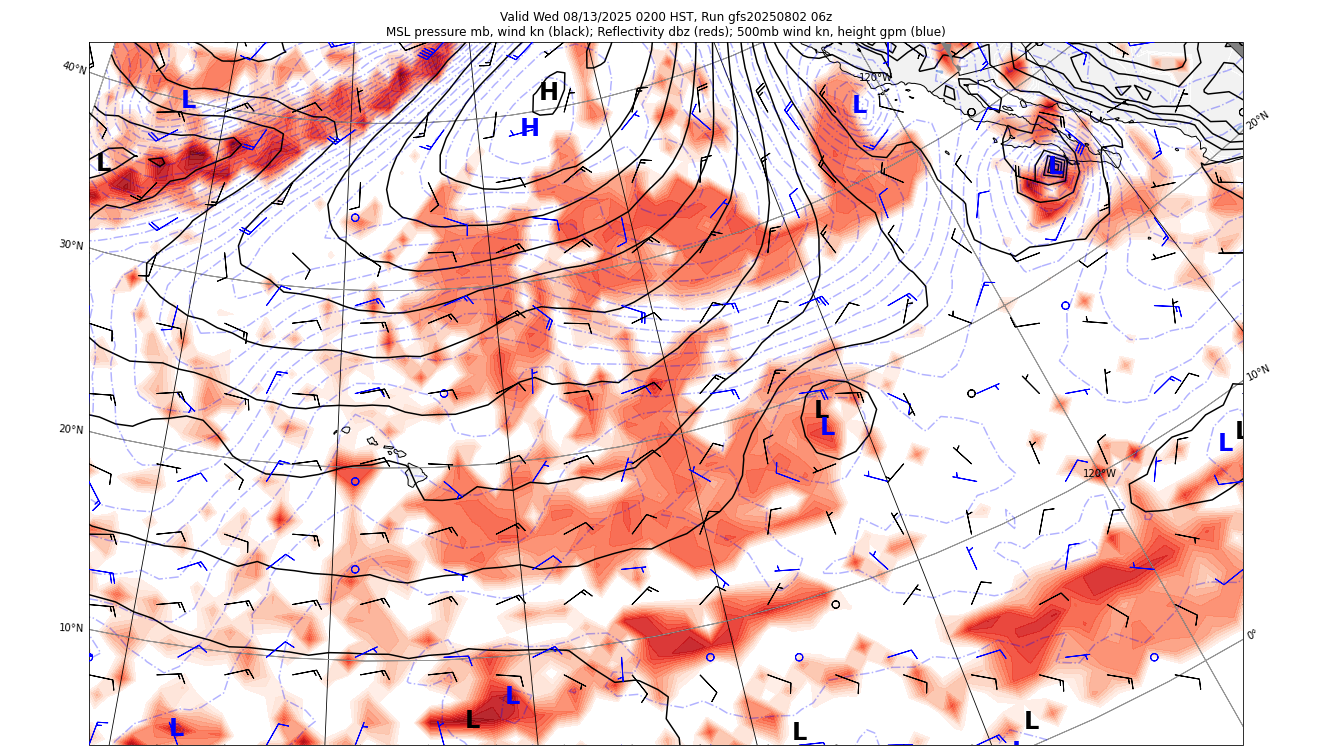 Valid Wed 08/13/2025 0200 HST, Run gfs20250802 06z
MSL pressure mb, wind kn (black); Reflectivity dbz (reds); 500mb wind kn, height gpm (blue)
40°N
120°W
20°N
L
H
L
H
L
L
30°N
10°N
20°N
L
L
L
L
120°W
10°N
0°
L
L
L
L
L